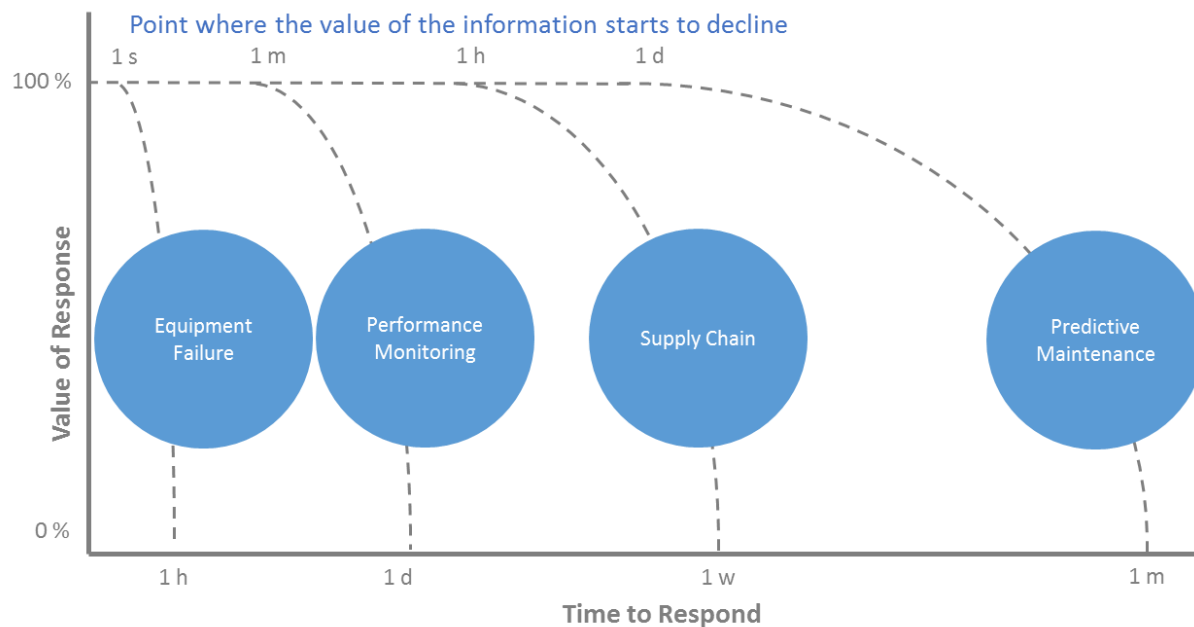 Point where the value of the information starts to decline
1 s
1 m
1 h
1 d
100 %
Value of Response
Equipment
Failure
Performance
Monitoring
Supply Chain
Predictive
Maintenance
0 %
1 h
1 d
1 w
1 m
Time to Respond